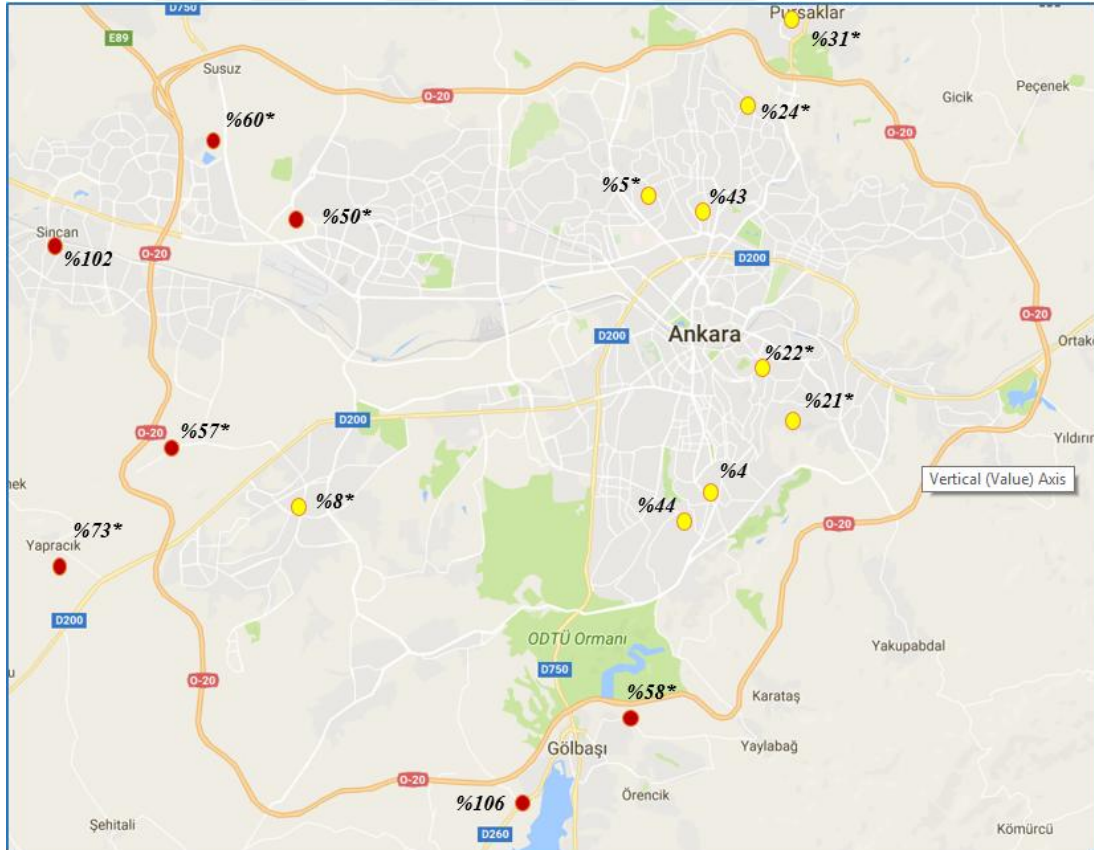 D750
Pursaklar
E89
%31*
Susuz
Peçenek
O-20
Gicik
%24*
%60*
O-20
%5*
%43
%50*
Sincan
O-20
%102
D200
O-20
Ankara
D200
Ortakö
%22*
D200
%21*
O-20
%57*
Yıldırın
Vertical (Value) Axis
nek
%4
%8*
%44
O-20
%73*
Yapracık
D200
ODTÜ Ormanı
Yakupabdal
D750
u
O-20
%58*
Karataş
Gölbaşı
Yaylabağ
O-20
Örencik
%106
Şehitali
D260
Kömürcü